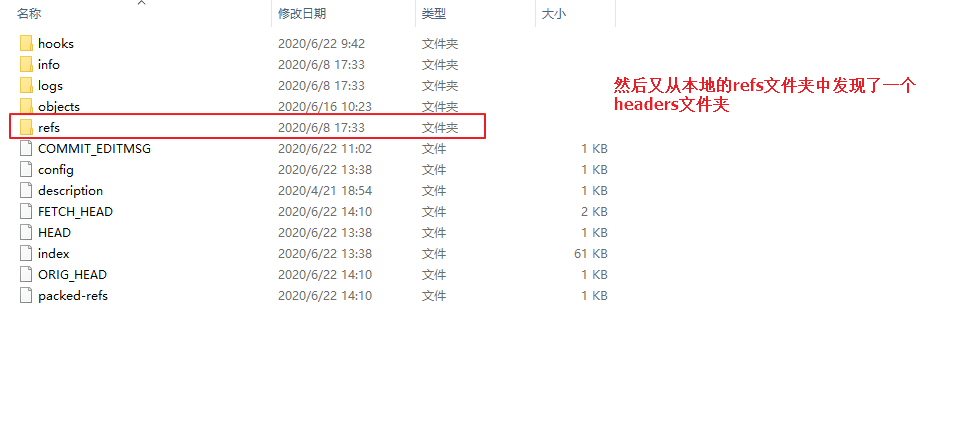 名称 修改日期 类型 大小
hooks 2020/6/22 9:42 文件夹
info 2020/6/8 17:33 文件夹
logs 2020/6/8 17:33 文件夹
objects 2020/6/16 10:23 文件夹
refs 2020/6/8 17:33 文件夹
COMMIT_EDITMSG 2020/6/22 11:02 文件 1 KB
config 2020/6/22 13:38 文件 1 KB
description 2020/4/21 18:54 文件 1 KB
FETCH_HEAD 2020/6/22 14:10 文件 2 KB
HEAD 2020/6/22 13:38 文件 1 KB
index 2020/6/22 13:38 文件 61 KB
ORIG_HEAD 2020/6/22 14:10 文件 1 KB
packed-refs 2020/6/22 14:10 文件 1 KB
然后又从本地的refs文件夹中发现了一个
headers文件夹